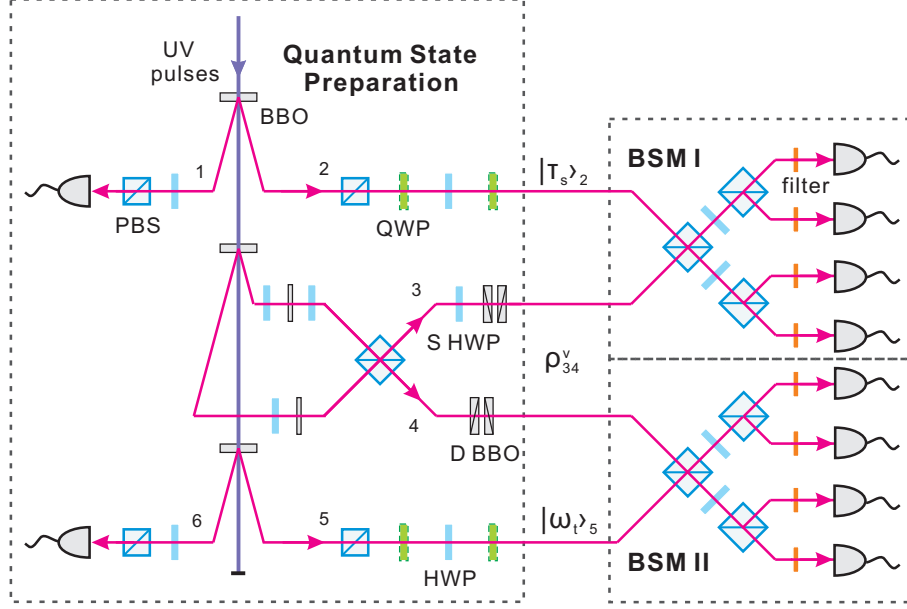 UV
pulses
Quantum State
Preparation
BBO
1
2
|τₛ⟩₂
BSM I
filter
PBS
QWP
3
S HWP
ρᵛ₃₄
4
D BBO
6
5
|ωₜ⟩₅
HWP
BSM II